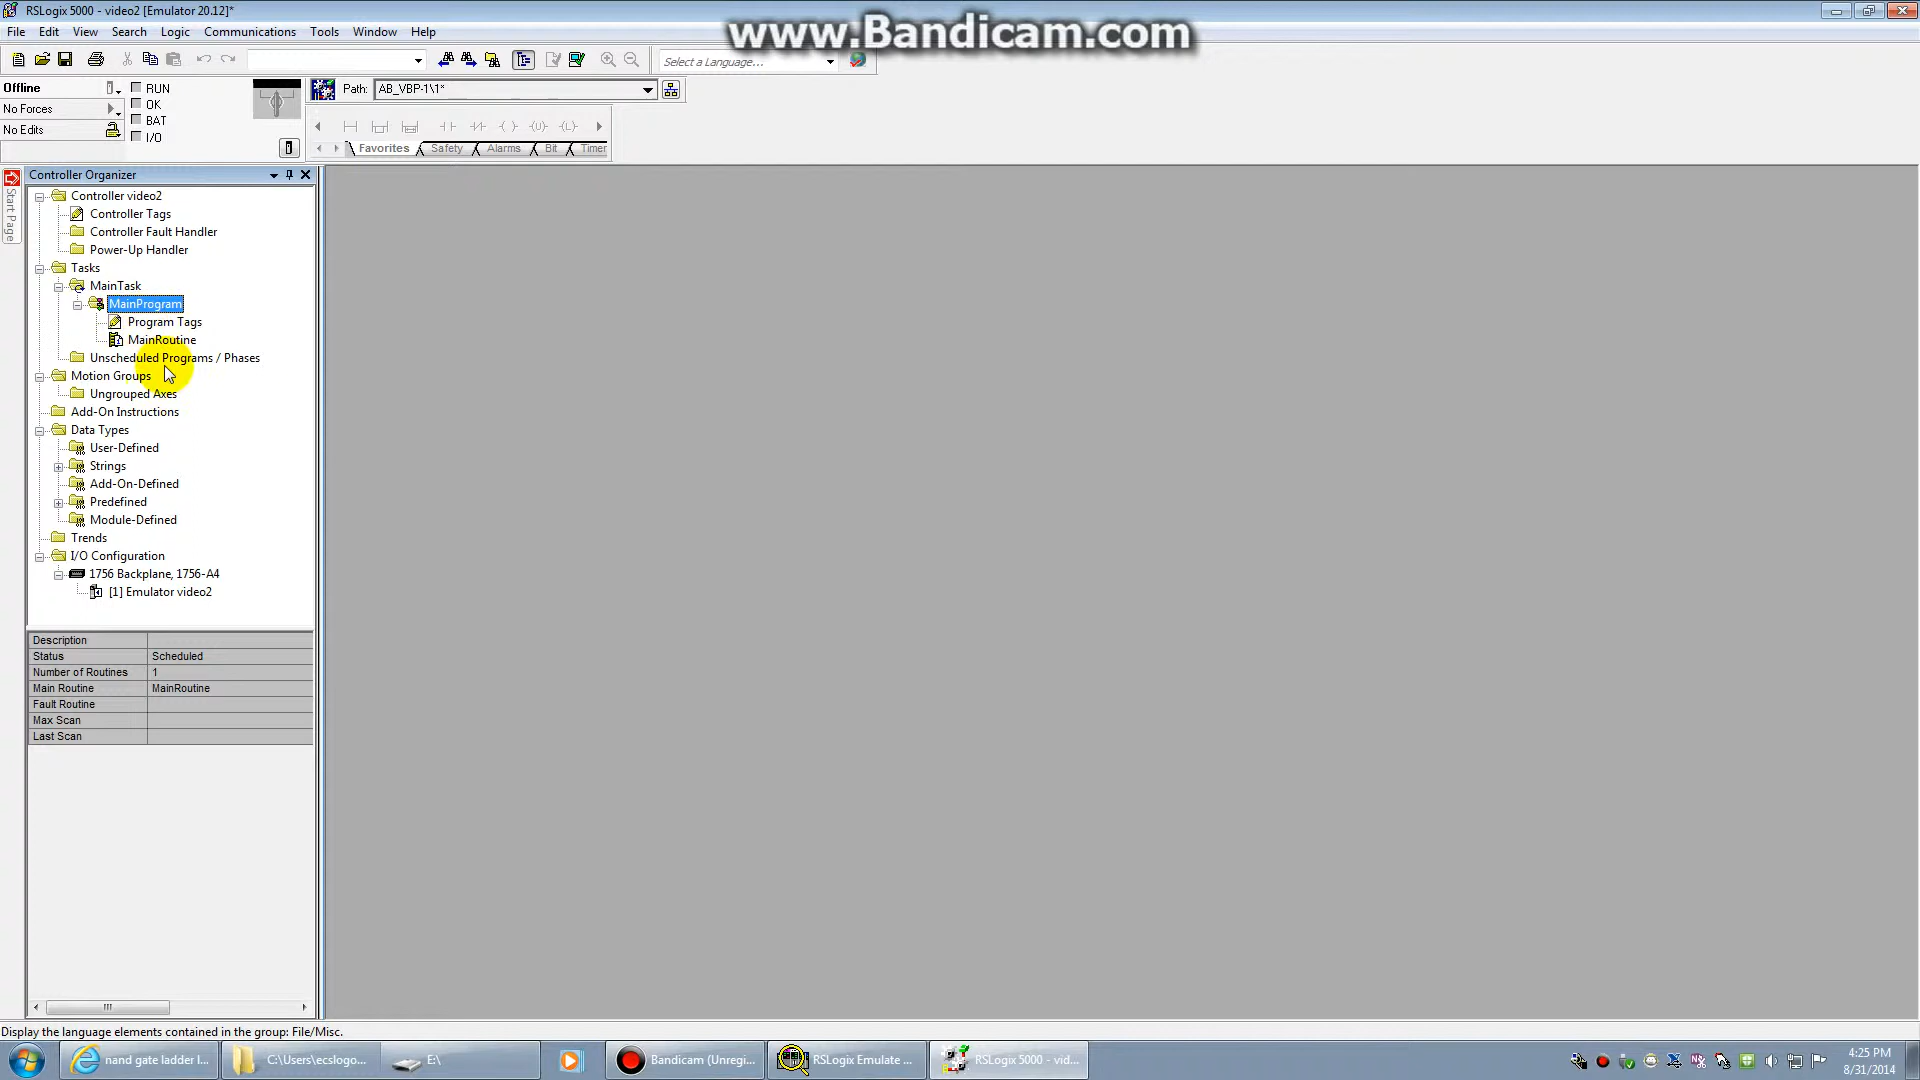 RSLogix 5000 - video2 [Emulator 20.12]*
www.Bandicam.com
File Edit View Search Logic Communications Tools Window Help
Select a Language...
Offline
RUN
Path: AB_VBP-1\1*
No Forces
OK
No Edits
BAT
I/O
Favorites Safety Alarms Bit Timer
Start Page
Controller Organizer
Controller video2
Controller Tags
Controller Fault Handler
Power-Up Handler
Tasks
MainTask
MainProgram
Program Tags
MainRoutine
Unscheduled Programs / Phases
Motion Groups
Ungrouped Axes
Add-On Instructions
Data Types
User-Defined
Strings
Add-On-Defined
Predefined
Module-Defined
Trends
I/O Configuration
1756 Backplane, 1756-A4
[1] Emulator video2
Description
Status Scheduled
Number of Routines 1
Main Routine MainRoutine
Fault Routine
Max Scan
Last Scan
Display the language elements contained in the group: File/Misc.
nand gate ladder l... C:\Users\ecslogo... E:\ Bandicam (Unregi... RSLogix Emulate ... RSLogix 5000 - vid...
4:25 PM
8/31/2014